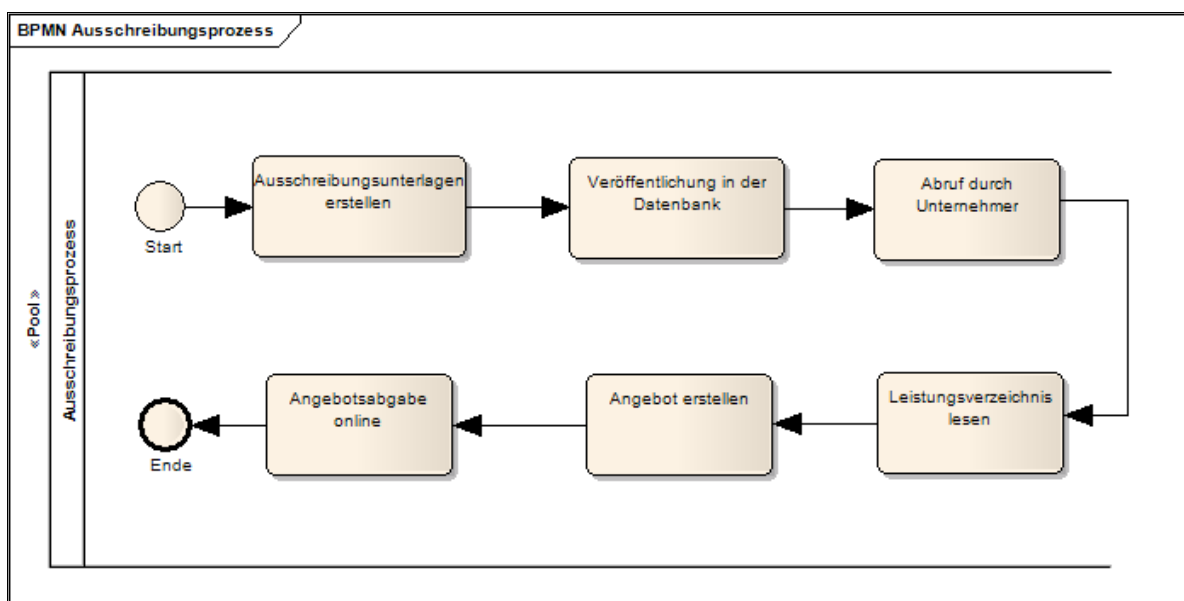 BPMN Ausschreibungsprozess
«Pool»
Ausschreibungsprozess
Start
Ausschreibungsunterlagen
erstellen
Veröffentlichung in der
Datenbank
Abruf durch
Unternehmer
Leistungsverzeichnis
lesen
Angebot erstellen
Angebotsabgabe
online
Ende